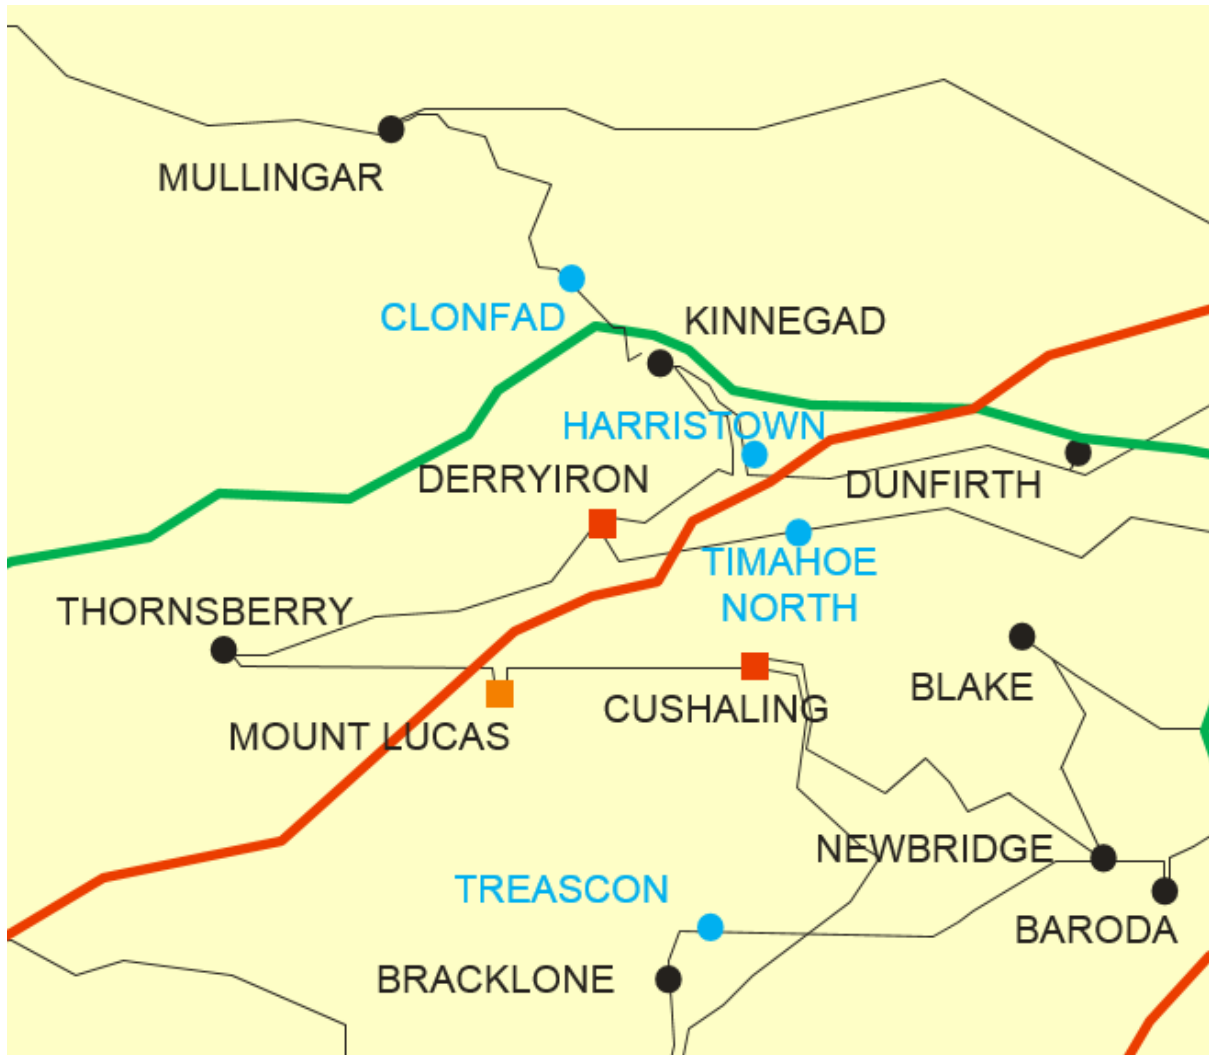 MULLINGAR
CLONFAD
KINNEGAD
HARRISTOWN
DERRYIRON
DUNFIRTH
TIMAHOE
NORTH
THORNSBERRY
BLAKE
CUSHALING
MOUNT LUCAS
NEWBRIDGE
TREASCON
BARODA
BRACKLONE